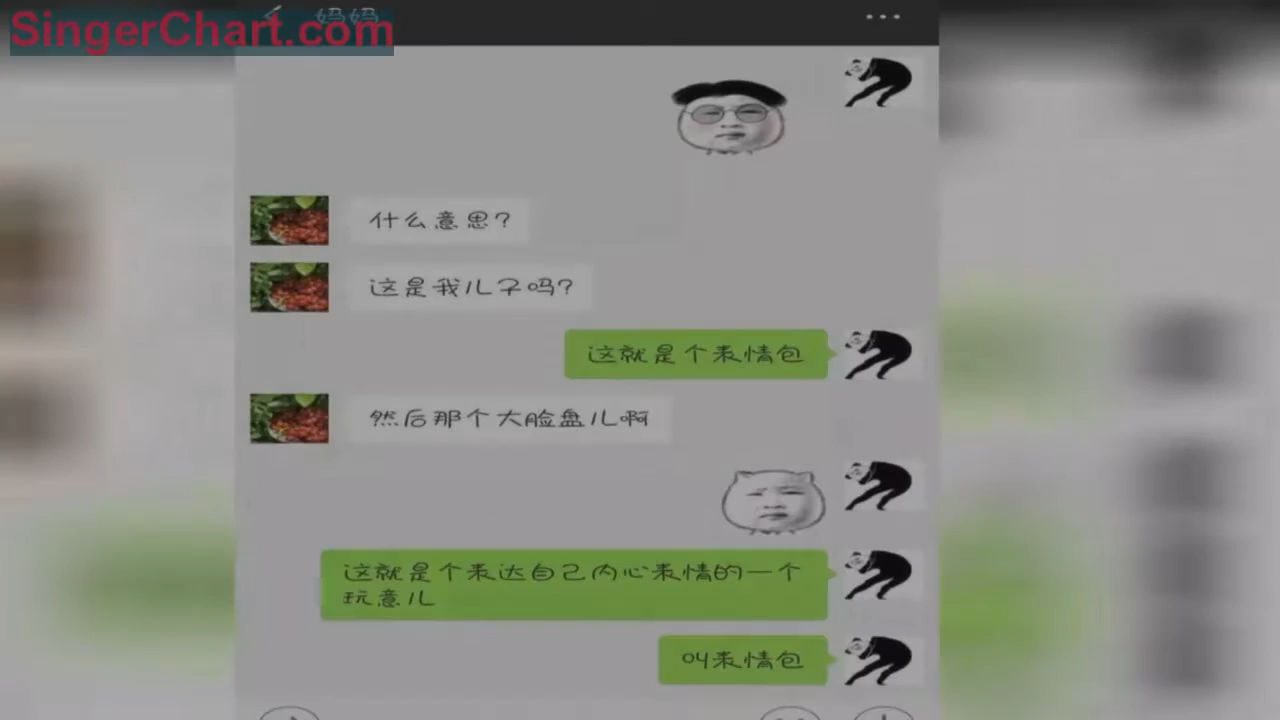 SingerChart.com
妈妈
什么意思?
这是我儿子吗?
这就是个表情包
然后那个大脸盘儿啊
这就是个表达自己内心表情的一个
玩意儿
叫表情包